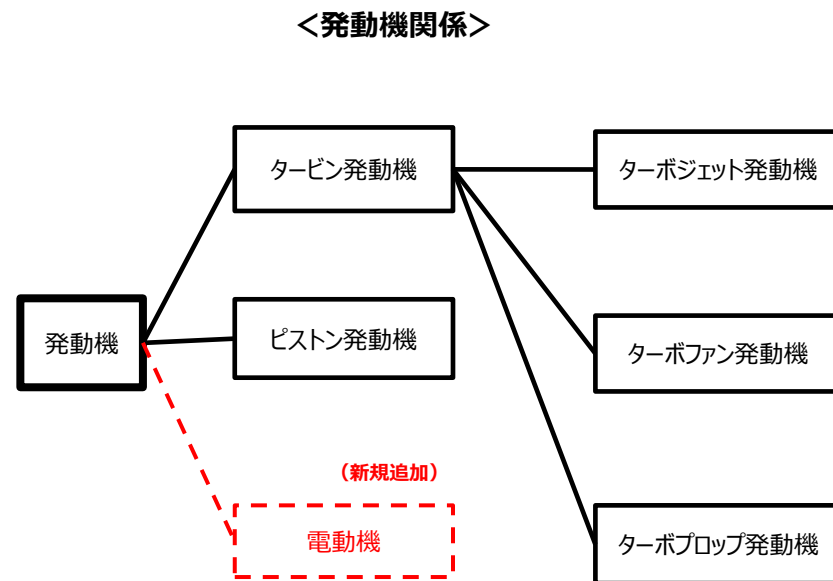 ＜発動機関係＞
タービン発動機
ターボジェット発動機
発動機
ピストン発動機
ターボファン発動機
（新規追加）
電動機
ターボプロップ発動機